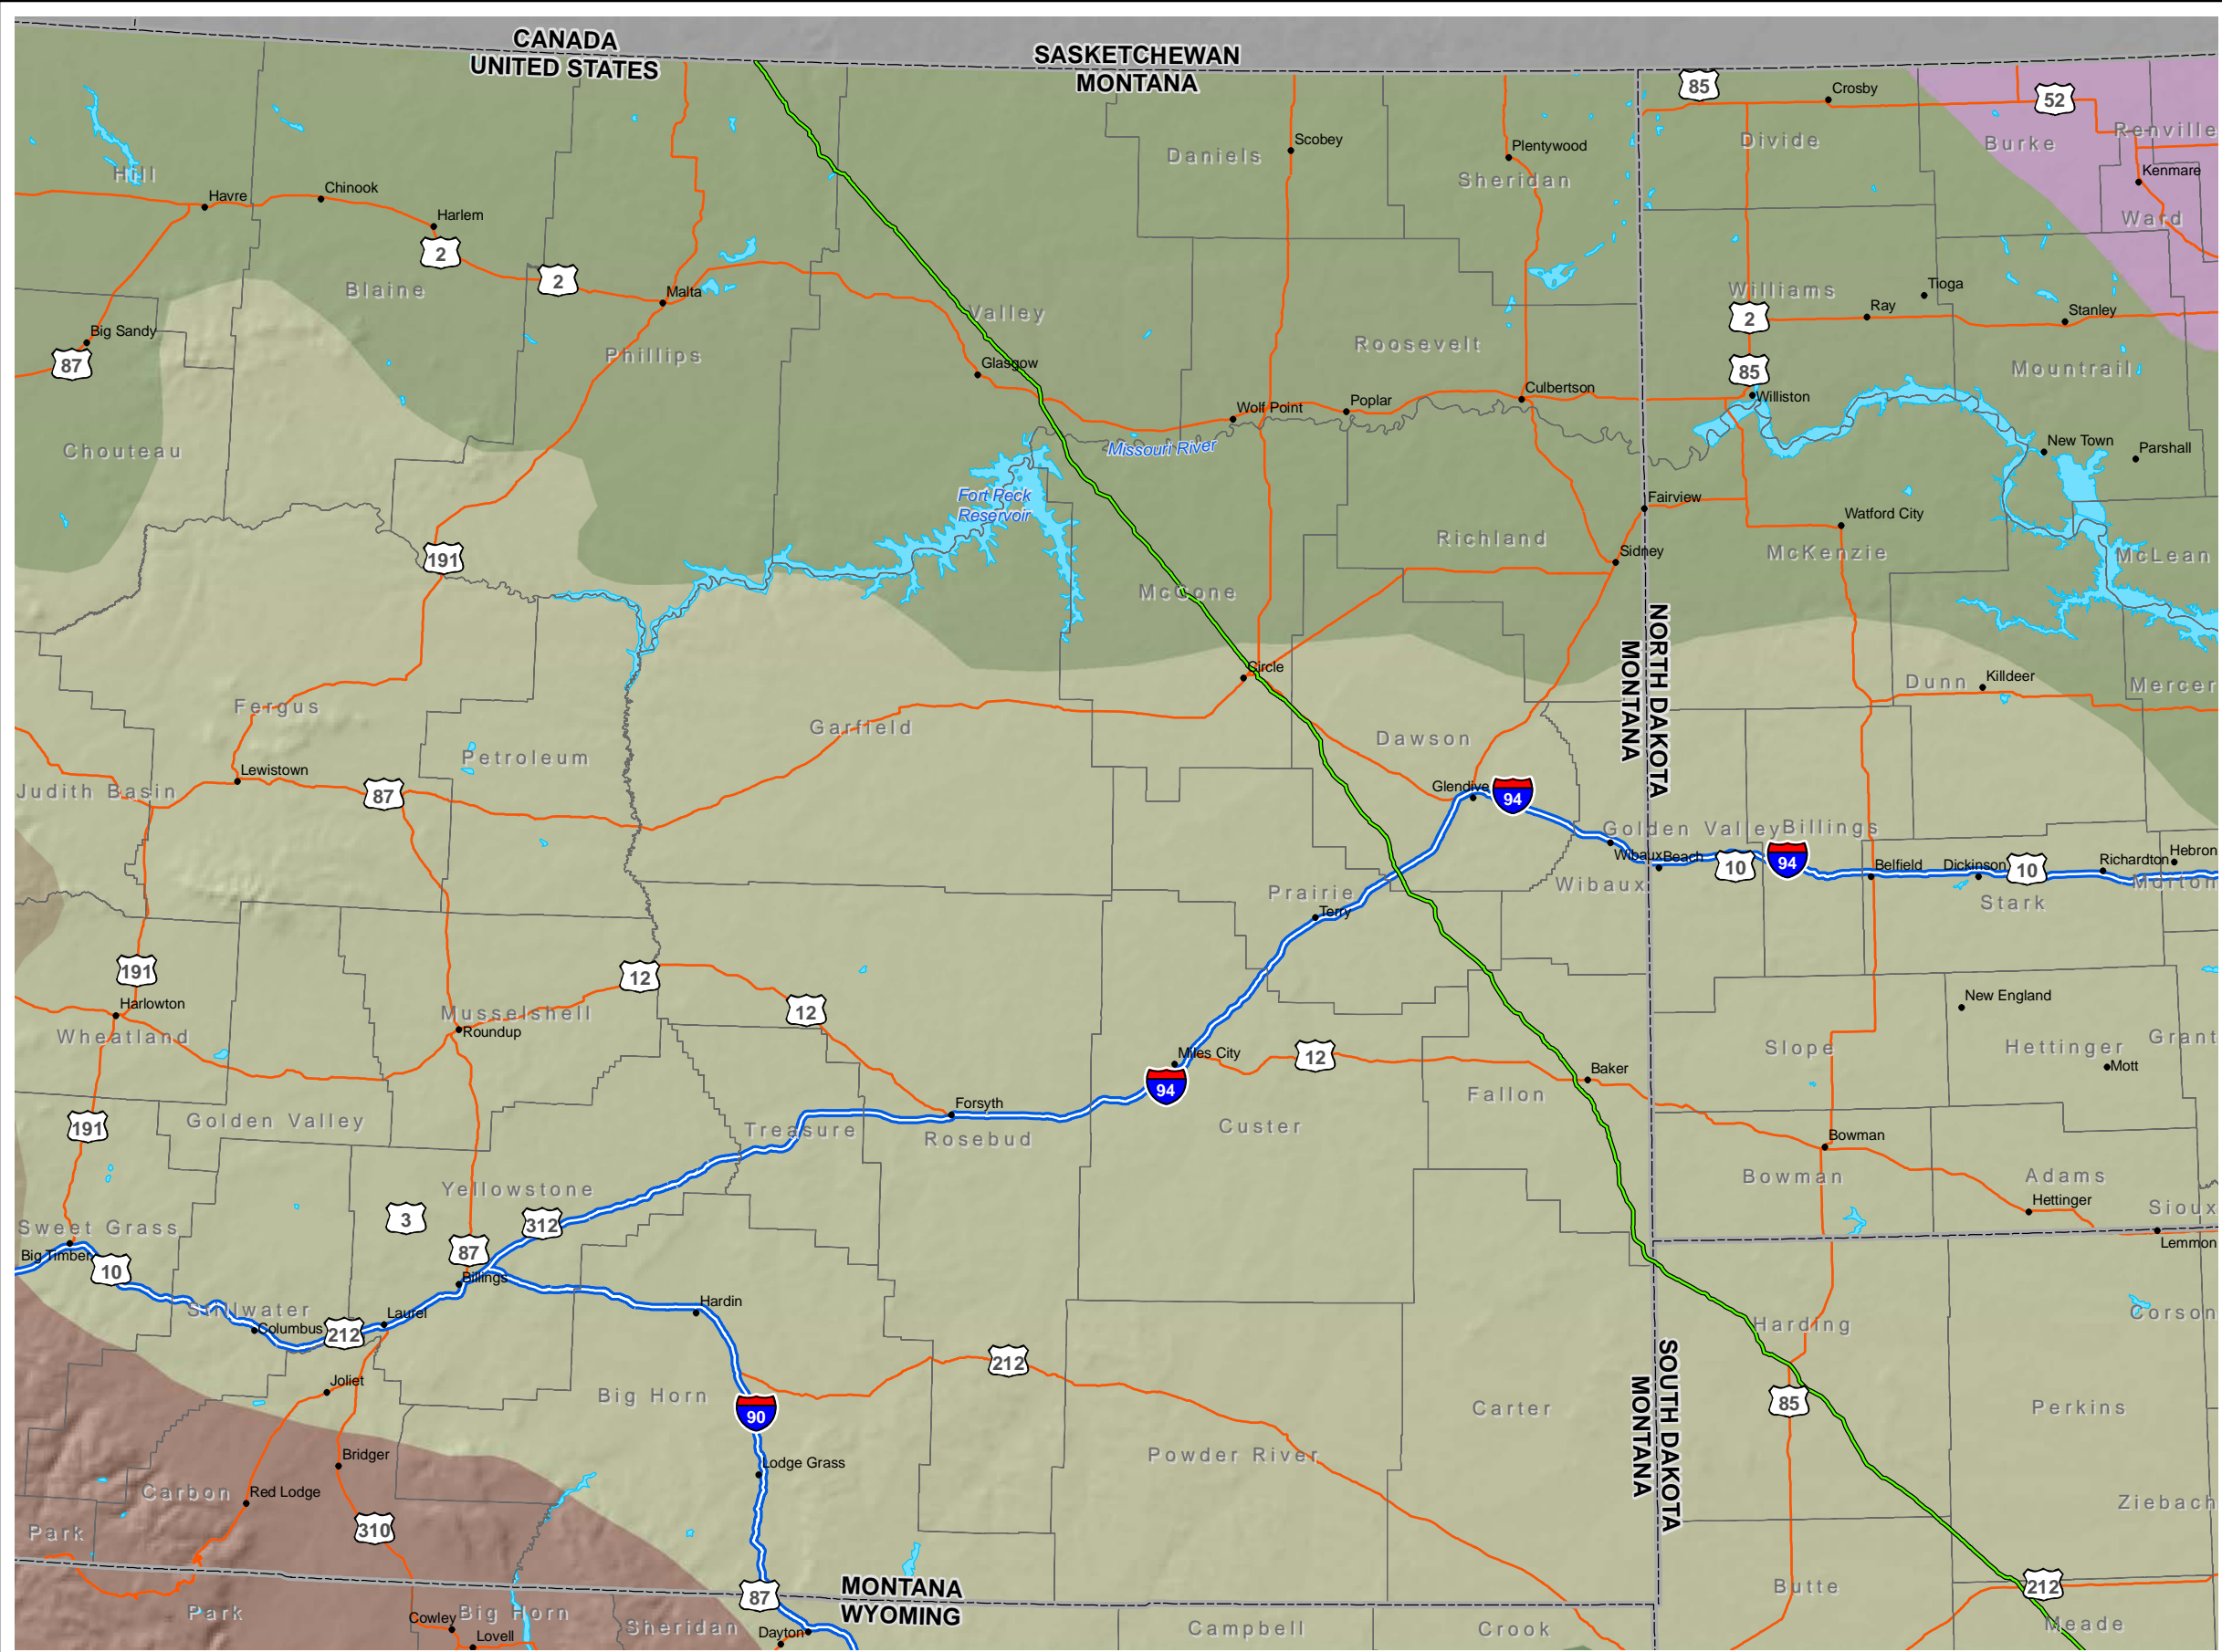 CANADA
UNITED STATES
SASKETCHEWAN
MONTANA
85
Crosby
52
Renville
Divide
Burke
Scobey
Daniels
Plentywood
Sheridan
Kenmare
Hill
Havre
Chinook
Harlem
Ward
2
2
Blaine
Malta
Valley
Williams
Tioga
Ray
Stanley
2
Big Sandy
87
Phillips
Glasgow
Roosevelt
Mountrail
85
Culbertson
Williston
Wolf Point
Poplar
Missouri River
New Town
Parshall
Chouteau
Fort Peck
Reservoir
Fairview
Watford City
191
Richland
Sidney
McKenzie
McLean
McCone
NORTH DAKOTA
MONTANA
Circle
Dunn
Killdeer
Mercer
Fergus
Garfield
Dawson
Petroleum
Lewistown
Judith Basin
87
Glendive
94
Golden Valley
Billings
Wibaux
Beach
10
94
Belfield
Dickinson
10
Richardton
Hebron
Morton
Prairie
Wibaux
Stark
Terry
191
12
12
Harlowton
Wheatland
Musselshell
Roundup
New England
Slope
Hettinger
Grant
Mott
Miles City
12
94
Baker
Fallon
Forsyth
191
Golden Valley
Treasure
Rosebud
Custer
Bowman
Bowman
Adams
Yellowstone
Hettinger
Sioux
Lemmon
3
312
Sweet Grass
Big Timber
10
87
Billings
Stillwater
Columbus
212
Laurel
Hardin
Harding
Corson
212
SOUTH DAKOTA
MONTANA
Joliet
Big Horn
90
Carter
85
Perkins
Bridger
Lodge Grass
Powder River
Carbon
Red Lodge
Ziebach
Park
310
MONTANA
WYOMING
87
Butte
212
Park
Cowley
Big Horn
Lovell
Sheridan
Dayton
Campbell
Crook
Meade